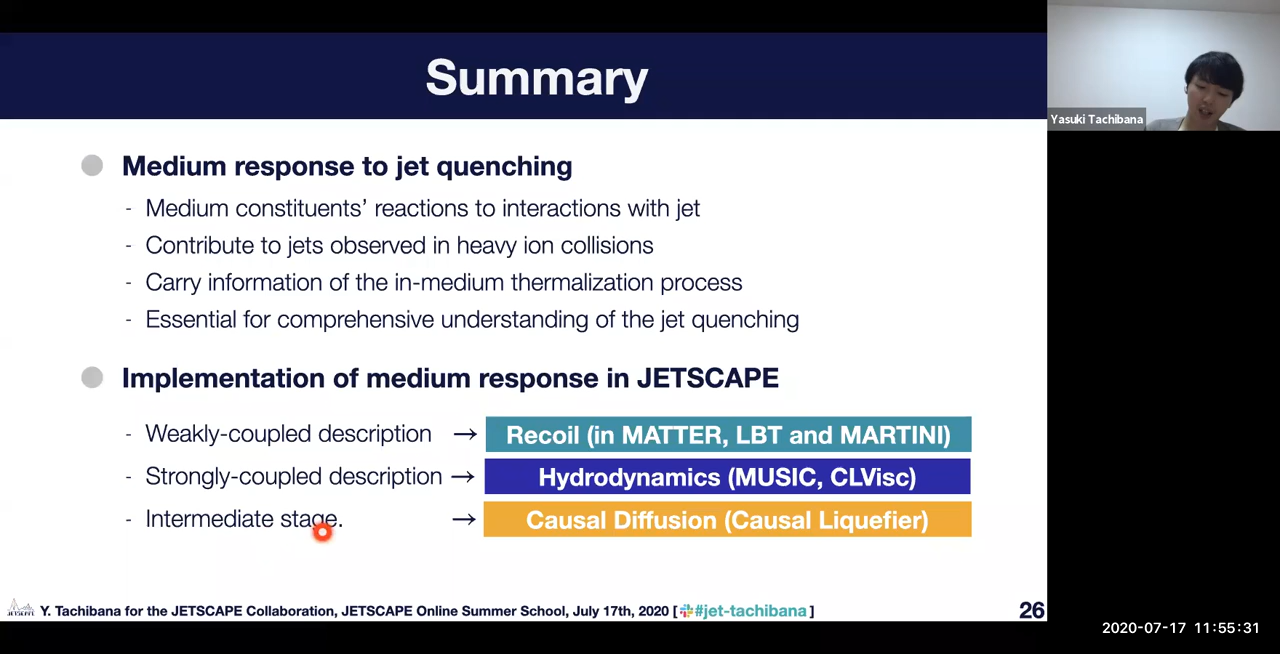 Summary
Yasuki Tachibana
Medium response to jet quenching
- Medium constituents' reactions to interactions with jet
- Contribute to jets observed in heavy ion collisions
- Carry information of the in-medium thermalization process
- Essential for comprehensive understanding of the jet quenching
Implementation of medium response in JETSCAPE
- Weakly-coupled description → Recoil (in MATTER, LBT and MARTINI)
- Strongly-coupled description → Hydrodynamics (MUSIC, CLVisc)
- Intermediate stage. → Causal Diffusion (Causal Liquefier)
JETSCAPE Y. Tachibana for the JETSCAPE Collaboration, JETSCAPE Online Summer School, July 17th, 2020 [ #jet-tachibana ] 26
2020-07-17 11:55:31